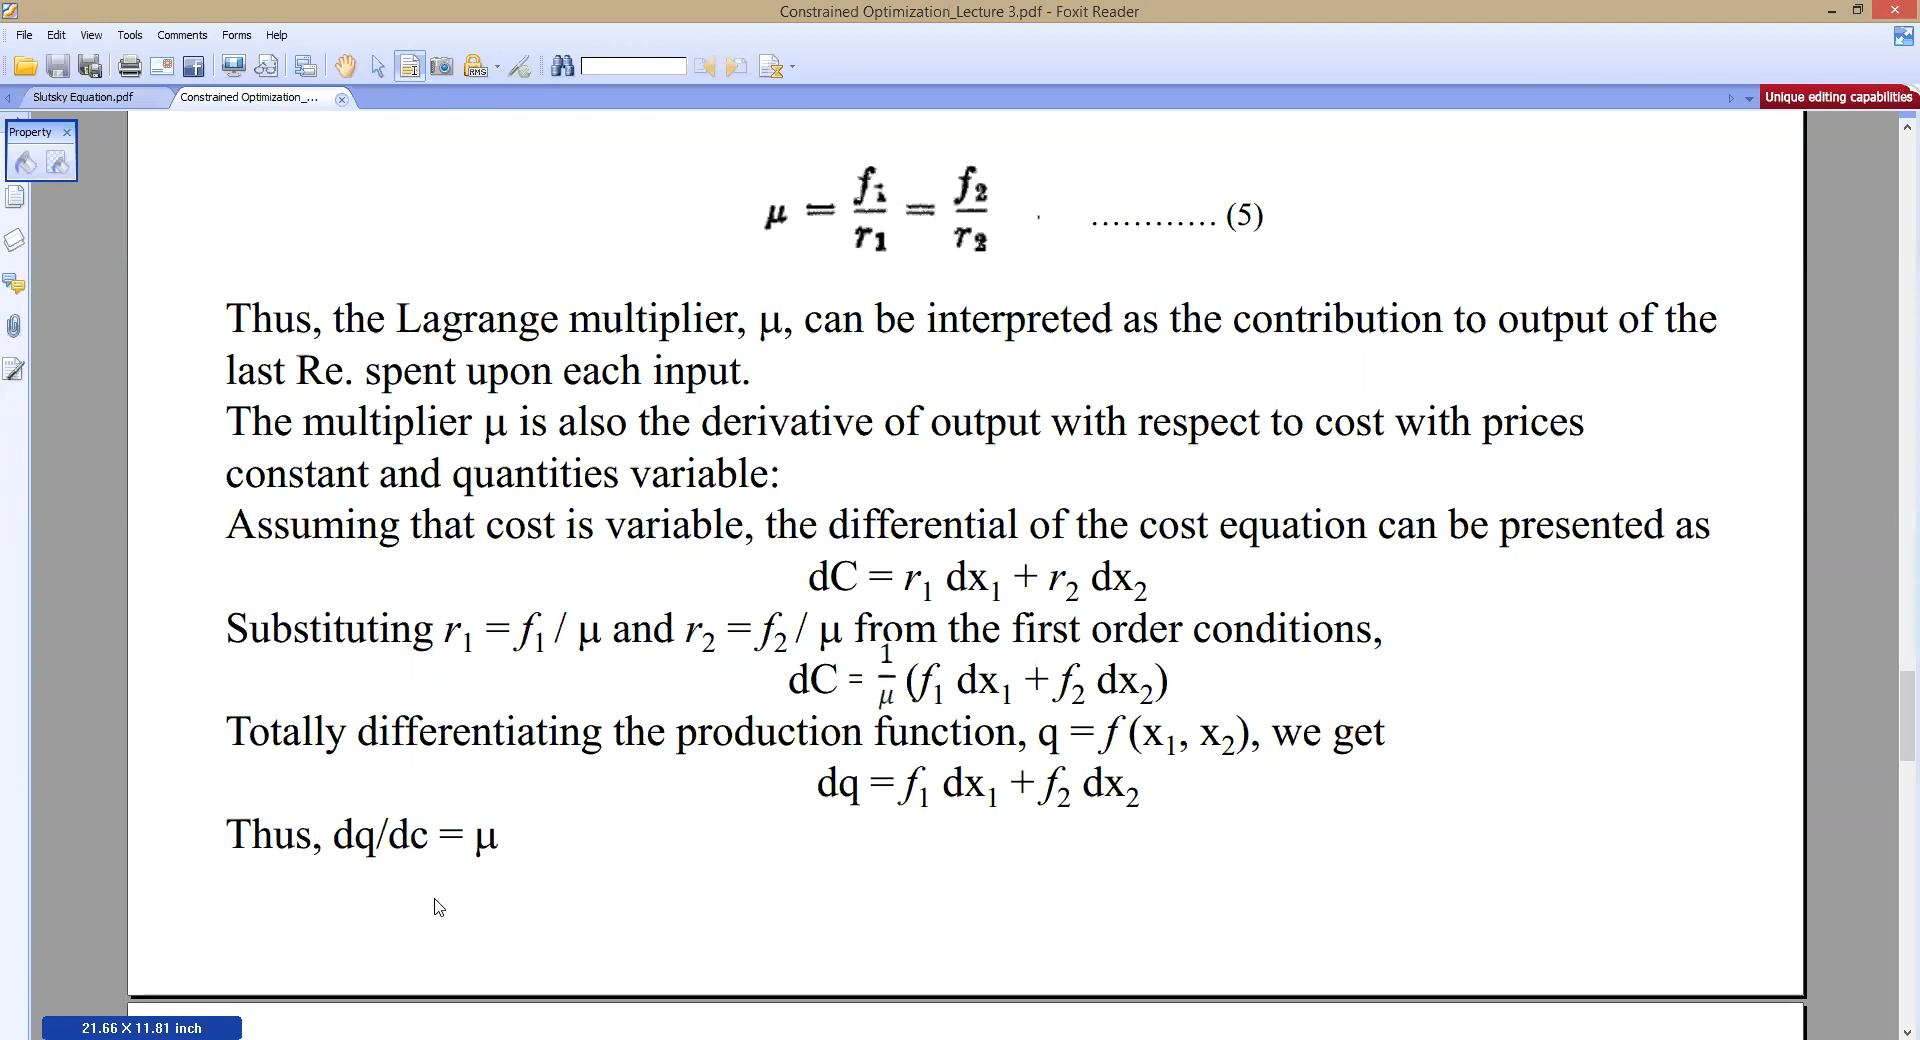 Constrained Optimization_Lecture 3.pdf - Foxit Reader
File Edit View Tools Comments Forms Help
RMS
Slutsky Equation.pdf Constrained Optimization_... Unique editing capabilities
Property
μ = f₁/r₁ = f₂/r₂ ………… (5)
Thus, the Lagrange multiplier, μ, can be interpreted as the contribution to output of the
last Re. spent upon each input.
The multiplier μ is also the derivative of output with respect to cost with prices
constant and quantities variable:
Assuming that cost is variable, the differential of the cost equation can be presented as
dC = r₁ dx₁ + r₂ dx₂
Substituting r₁ = f₁ / μ and r₂ = f₂ / μ from the first order conditions,
dC = 1/μ (f₁ dx₁ + f₂ dx₂)
Totally differentiating the production function, q = f (x₁, x₂), we get
dq = f₁ dx₁ + f₂ dx₂
Thus, dq/dc = μ
21.66 X 11.81 inch